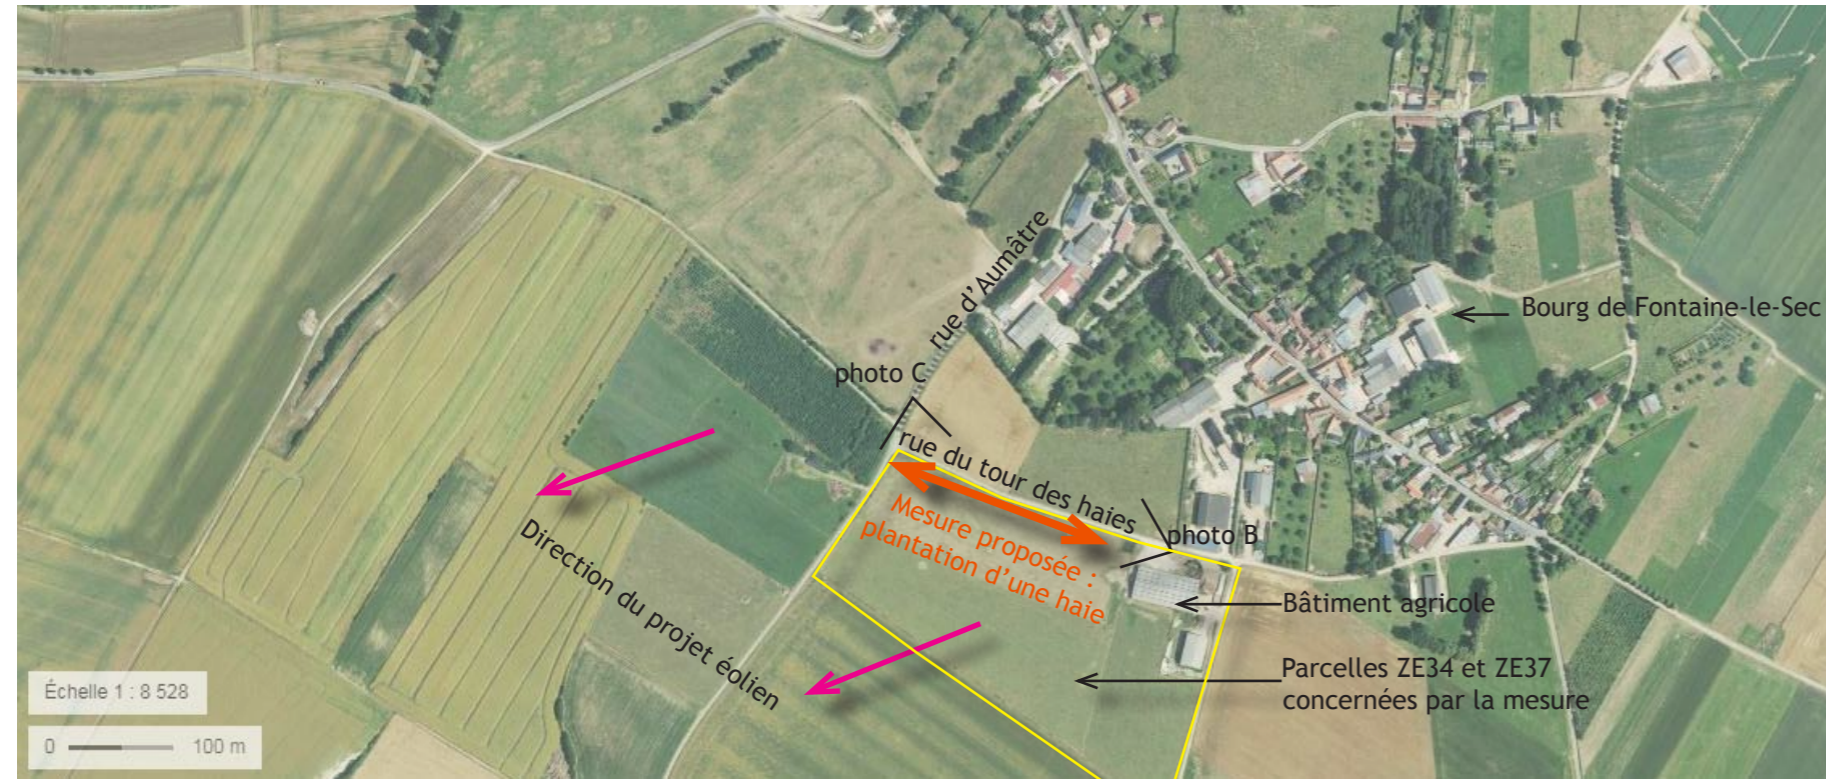 rue d'Aumâtre
Bourg de Fontaine-le-Sec
photo C
rue du tour des haies
photo B
Mesure proposée :
plantation d'une haie
Direction du projet éolien
Bâtiment agricole
Parcelles ZE34 et ZE37
concernées par la mesure
Échelle 1 : 8 528
0 100 m